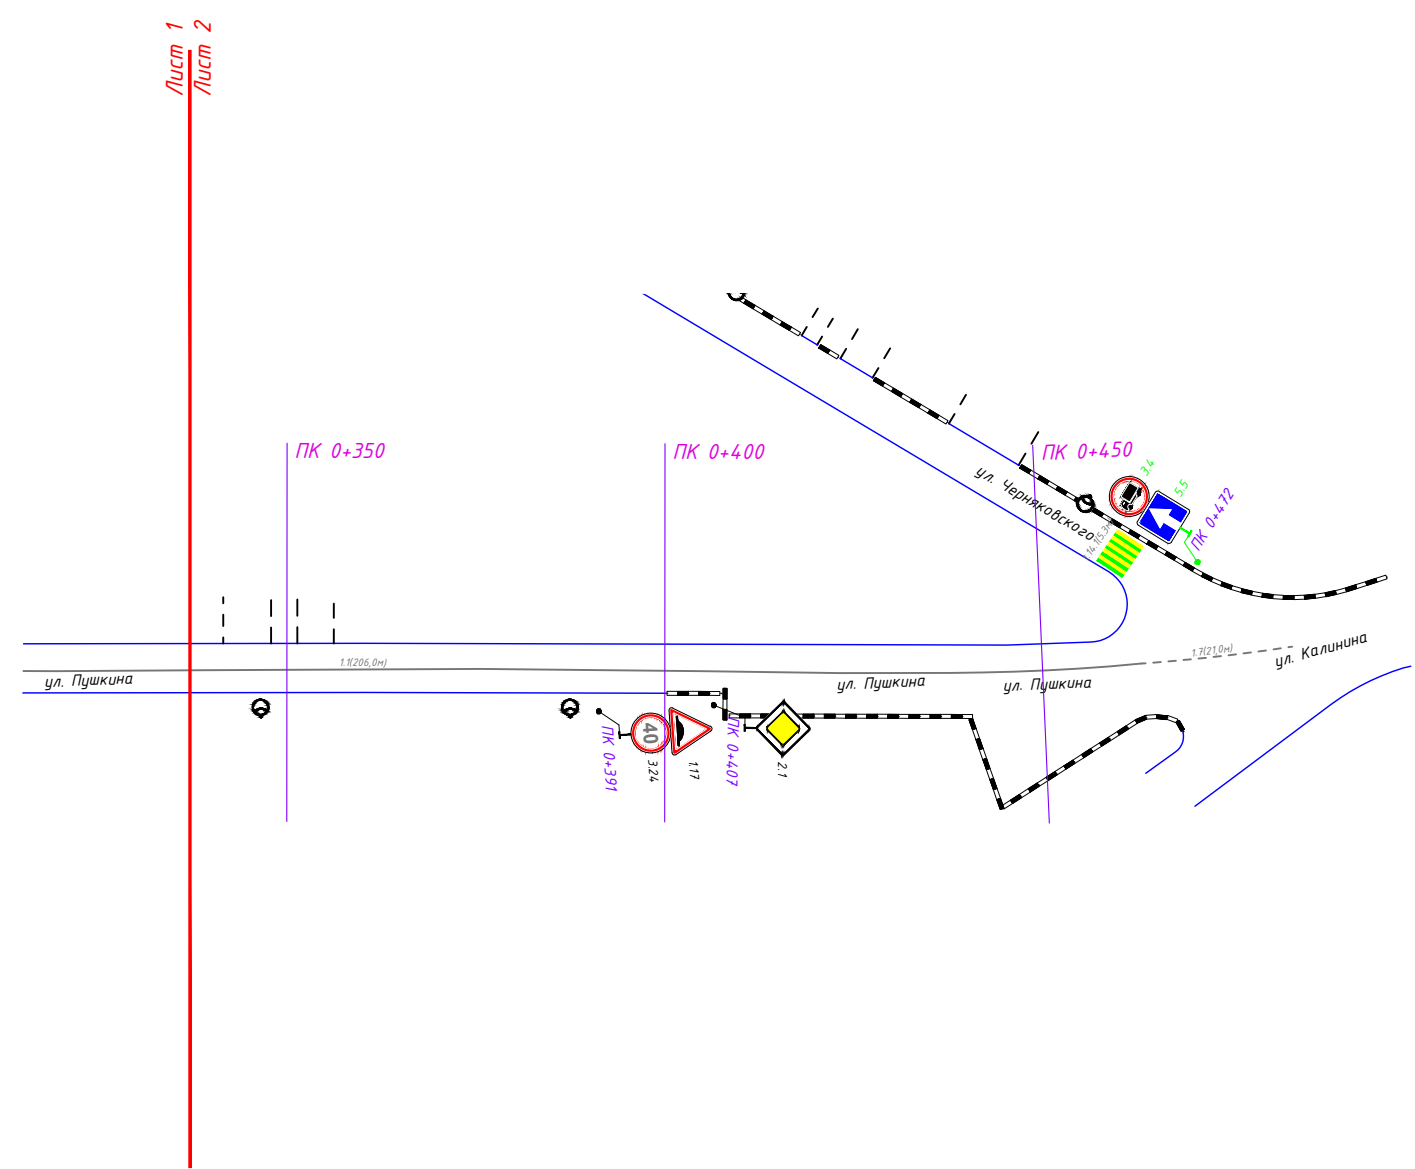 Лист 1
Лист 2
ПК 0+350
ПК 0+400
ПК 0+450
3.4
5.5
ПК 0+472
ул. Черняковского
1.1(206,0м)
1.7(21,0м)
ул. Калинина
ул. Пушкина
ул. Пушкина
ул. Пушкина
ПК 0+391
40
3.24
1.17
ПК 0+407
2.1